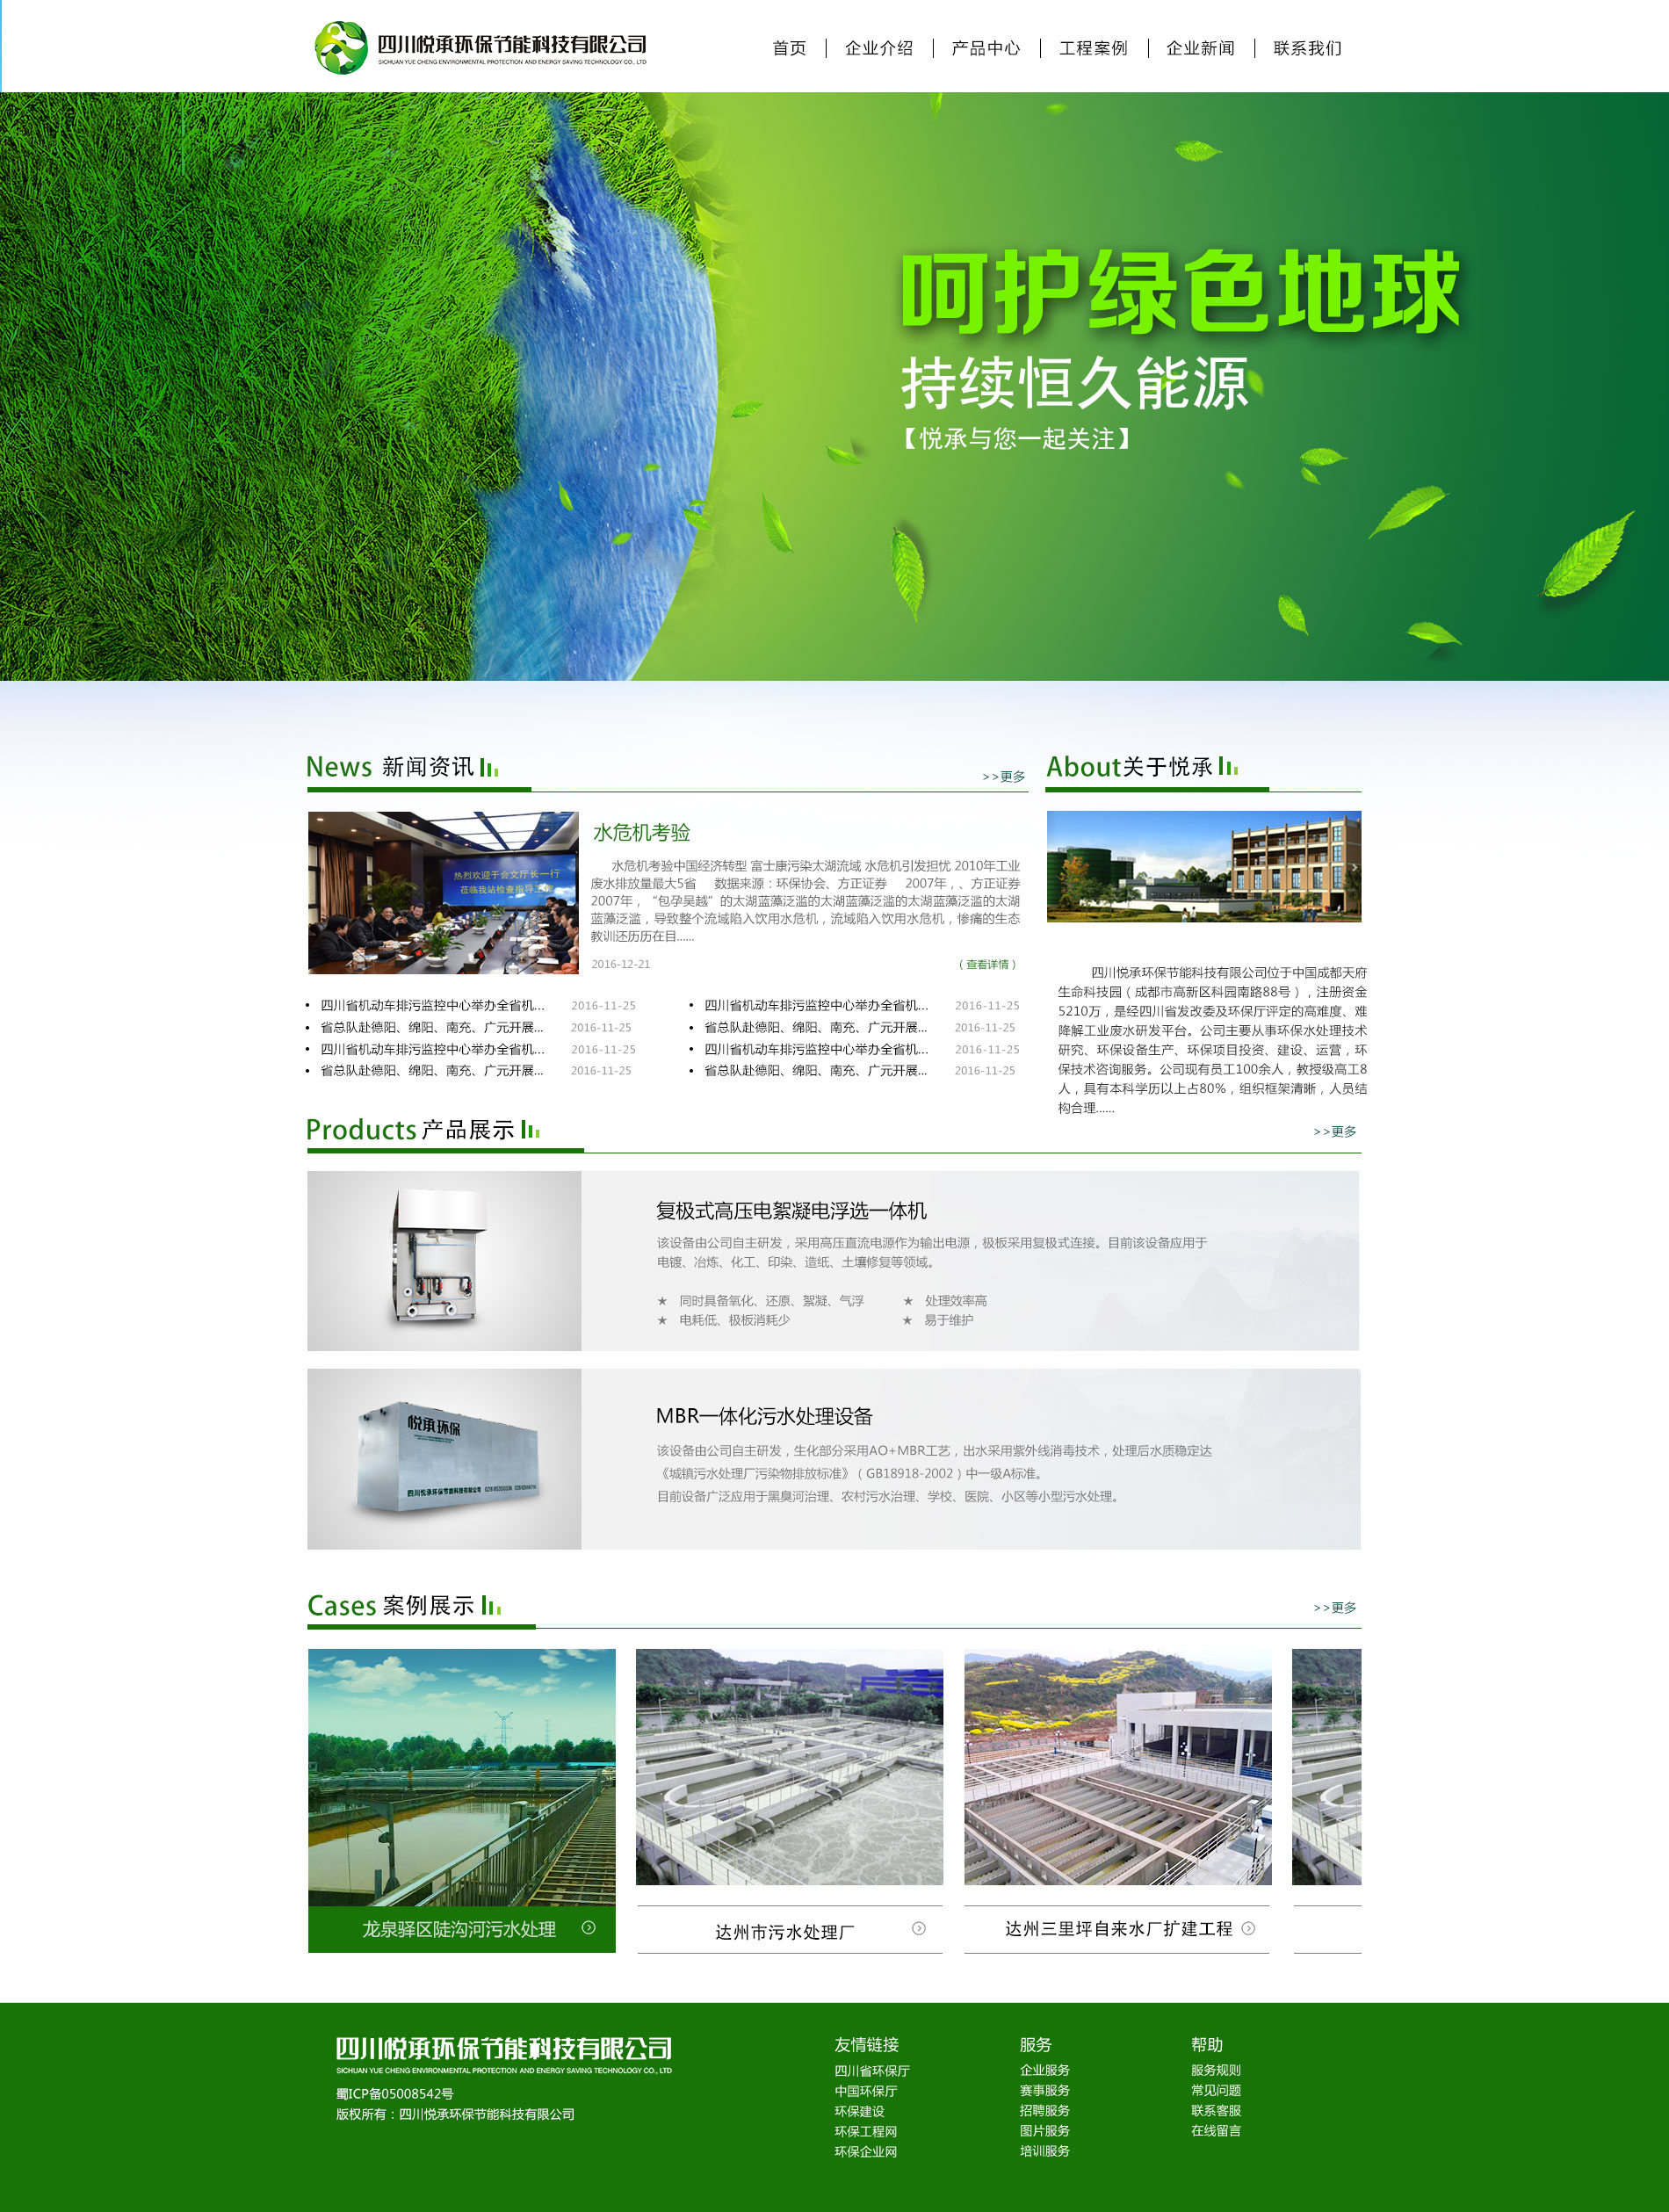 四川悦承环保节能科技有限公司
SICHUAN YUE CHENG ENVIRONMENTAL PROTECTION AND ENERGY SAVING TECHNOLOGY CO., LTD
首页 企业介绍 产品中心 工程案例 企业新闻 联系我们
呵护绿色地球
持续恒久能源
【悦承与您一起关注】
News 新闻资讯
>>更多
热烈欢迎于会文厅长一行
莅临我站检查指导工作
水危机考验
水危机考验中国经济转型 富士康污染太湖流域 水危机引发担忧 2010年工业
废水排放量最大5省 数据来源：环保协会、方正证券 2007年，、方正证券
2007年，“包孕吴越”的太湖蓝藻泛滥的太湖蓝藻泛滥的太湖蓝藻泛滥的太湖
蓝藻泛滥，导致整个流域陷入饮用水危机，流域陷入饮用水危机，惨痛的生态
教训还历历在目......
2016-12-21 （查看详情）
• 四川省机动车排污监控中心举办全省机... 2016-11-25
• 省总队赴德阳、绵阳、南充、广元开展... 2016-11-25
• 四川省机动车排污监控中心举办全省机... 2016-11-25
• 省总队赴德阳、绵阳、南充、广元开展... 2016-11-25
• 四川省机动车排污监控中心举办全省机... 2016-11-25
• 省总队赴德阳、绵阳、南充、广元开展... 2016-11-25
• 四川省机动车排污监控中心举办全省机... 2016-11-25
• 省总队赴德阳、绵阳、南充、广元开展... 2016-11-25
About关于悦承
四川悦承环保节能科技有限公司位于中国成都天府
生命科技园（成都市高新区科园南路88号），注册资金
5210万，是经四川省发改委及环保厅评定的高难度、难
降解工业废水研发平台。公司主要从事环保水处理技术
研究、环保设备生产、环保项目投资、建设、运营，环
保技术咨询服务。公司现有员工100余人，教授级高工8
人，具有本科学历以上占80%，组织框架清晰，人员结
构合理......
>>更多
Products 产品展示
复极式高压电絮凝电浮选一体机
该设备由公司自主研发，采用高压直流电源作为输出电源，极板采用复极式连接。目前该设备应用于
电镀、冶炼、化工、印染、造纸、土壤修复等领域。
★ 同时具备氧化、还原、絮凝、气浮 ★ 处理效率高
★ 电耗低、极板消耗少 ★ 易于维护
悦承环保
四川悦承环保节能科技有限公司
MBR一体化污水处理设备
该设备由公司自主研发，生化部分采用AO+MBR工艺，出水采用紫外线消毒技术，处理后水质稳定达
《城镇污水处理厂污染物排放标准》（GB18918-2002）中一级A标准。
目前设备广泛应用于黑臭河治理、农村污水治理、学校、医院、小区等小型污水处理。
Cases 案例展示
>>更多
龙泉驿区陡沟河污水处理
达州市污水处理厂
达州三里坪自来水厂扩建工程
四川悦承环保节能科技有限公司
SICHUAN YUE CHENG ENVIRONMENTAL PROTECTION AND ENERGY SAVING TECHNOLOGY CO., LTD
蜀ICP备05008542号
版权所有：四川悦承环保节能科技有限公司
友情链接
四川省环保厅
中国环保厅
环保建设
环保工程网
环保企业网
服务
企业服务
赛事服务
招聘服务
图片服务
培训服务
帮助
服务规则
常见问题
联系客服
在线留言